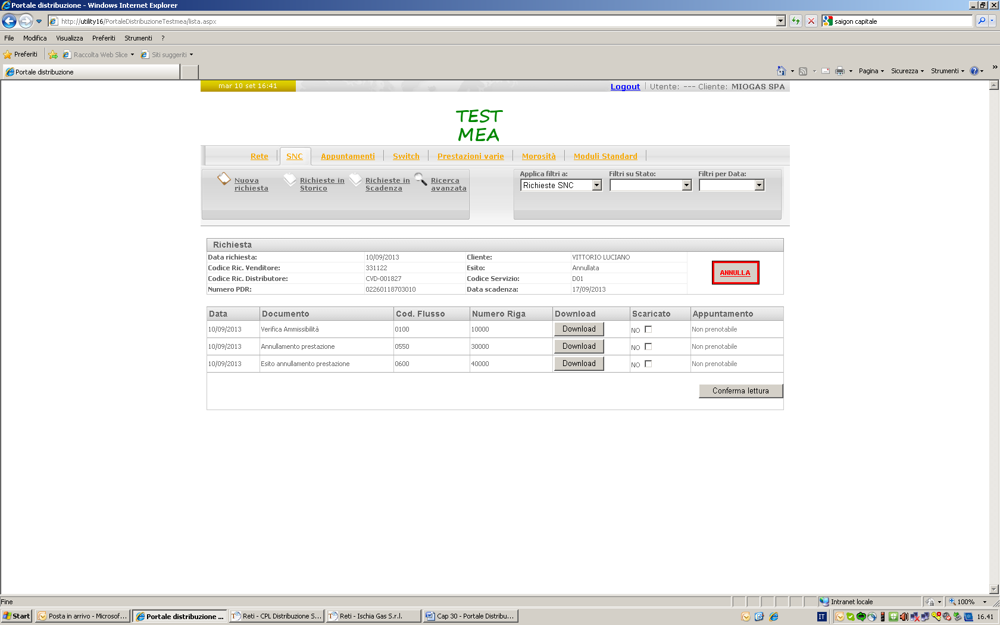 Portale distribuzione - Windows Internet Explorer
http://utility16/PortaleDistribuzioneTestmea/lista.aspx
saigon capitale
File Modifica Visualizza Preferiti Strumenti ?
Preferiti Raccolta Web Slice Siti suggeriti
Portale distribuzione
Pagina Sicurezza Strumenti
mar 10 set 16:41
Logout Utente: --- Cliente: MIOGAS SPA
TEST
MEA
Rete SNC Appuntamenti Switch Prestazioni varie Morosità Moduli Standard
Nuova richiesta Richieste in Storico Richieste in Scadenza Ricerca avanzata
Applica filtri a: Filtri su Stato: Filtri per Data:
Richieste SNC
Richiesta
Data richiesta: 10/09/2013 Cliente: VITTORIO LUCIANO
Codice Ric. Venditore: 331122 Esito: Annullata
Codice Ric. Distributore: CVD-001827 Codice Servizio: D01
Numero PDR: 02260118703010 Data scadenza: 17/09/2013
ANNULLA
Data Documento Cod. Flusso Numero Riga Download Scaricato Appuntamento
10/09/2013 Verifica Ammissibilità 0100 10000 Download NO Non prenotabile
10/09/2013 Annullamento prestazione 0550 30000 Download NO Non prenotabile
10/09/2013 Esito annullamento prestazione 0600 40000 Download NO Non prenotabile
Conferma lettura
Fine Intranet locale 100%
Start Posta in arrivo - Microsof... Portale distribuzione ... Reti - CPL Distribuzione S... Reti - Ischia Gas S.r.l. Cap 30 - Portale Distribu... IT 16.41